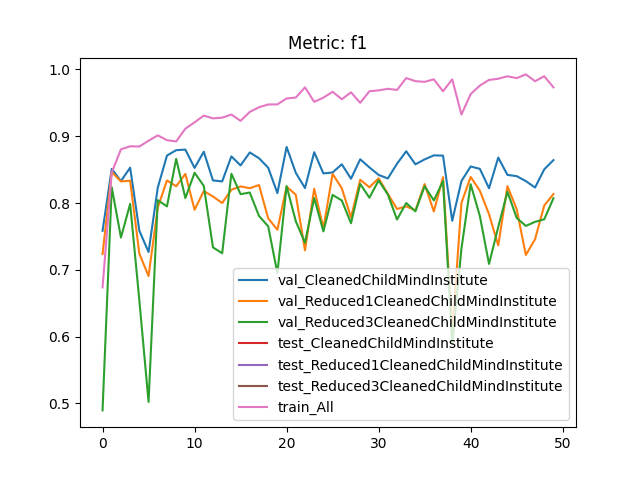 Metric: f1
1.0
0.9
0.8
0.7
0.6
0.5
val_CleanedChildMindInstitute
val_Reduced1CleanedChildMindInstitute
val_Reduced3CleanedChildMindInstitute
test_CleanedChildMindInstitute
test_Reduced1CleanedChildMindInstitute
test_Reduced3CleanedChildMindInstitute
train_All
0 10 20 30 40 50